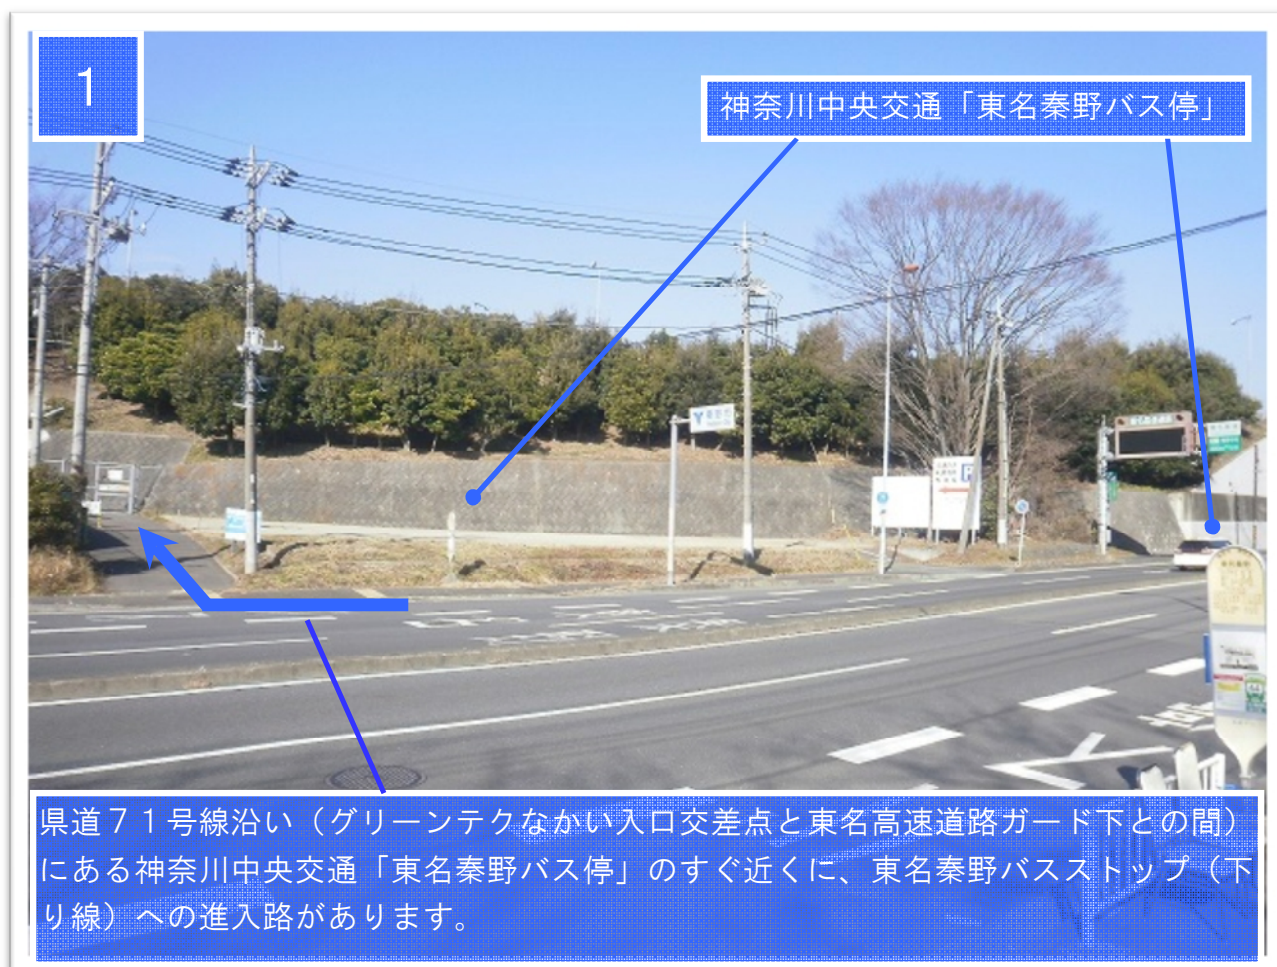 1
神奈川中央交通「東名秦野バス停」
秦野市
P
県道７１号線沿い（グリーンテクなかい入口交差点と東名高速道路ガード下との間）
にある神奈川中央交通「東名秦野バス停」のすぐ近くに、東名秦野バスストップ（下
り線）への進入路があります。